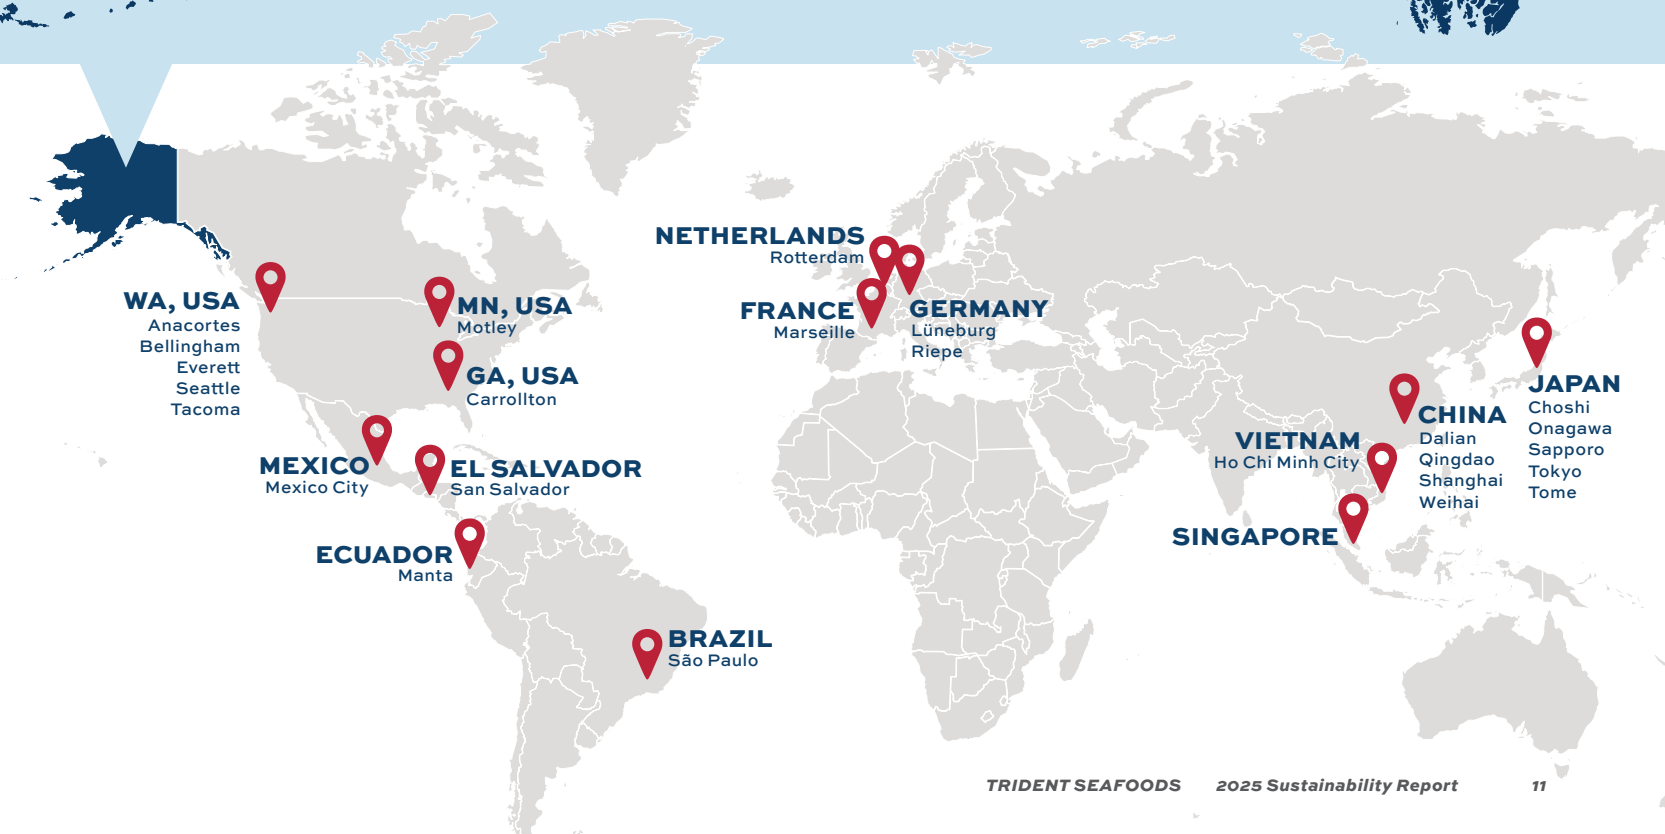 NETHERLANDS
Rotterdam
FRANCE
Marseille
GERMANY
Lüneburg
Riepe
WA, USA
Anacortes
Bellingham
Everett
Seattle
Tacoma
MN, USA
Motley
GA, USA
Carrollton
MEXICO
Mexico City
EL SALVADOR
San Salvador
ECUADOR
Manta
BRAZIL
São Paulo
JAPAN
Choshi
Onagawa
Sapporo
Tokyo
Tome
CHINA
Dalian
Qingdao
Shanghai
Weihai
VIETNAM
Ho Chi Minh City
SINGAPORE
TRIDENT SEAFOODS 2025 Sustainability Report 11